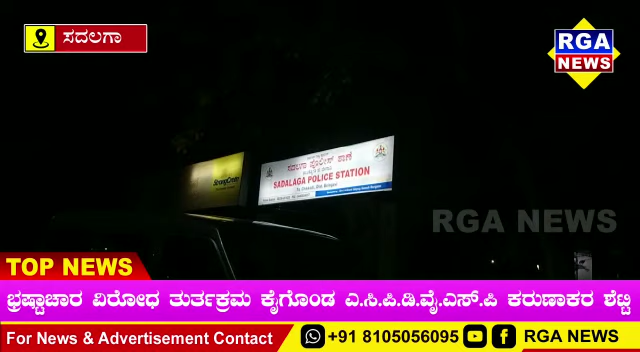 ಸದಲಗಾ
RGA
NEWS
ಸದಲಗಾ ಪೊಲೀಸ್ ಠಾಣೆ
SADALAGA POLICE STATION
RGA NEWS
TOP NEWS
ಭ್ರಷ್ಟಾಚಾರ ವಿರೋಧ ತುರ್ತಕ್ರಮ ಕೈಗೊಂಡ ಎ.ಸಿ.ಪಿ.ಡಿ.ವೈ.ಎಸ್.ಪಿ ಕರುಣಾಕರ ಶೆಟ್ಟಿ
For News & Advertisement Contact +91 8105056095 RGA NEWS